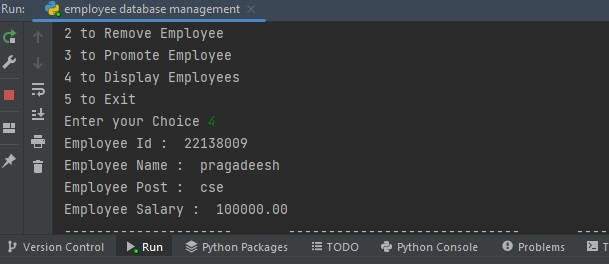 Run: employee database management
2 to Remove Employee
3 to Promote Employee
4 to Display Employees
5 to Exit
Enter your Choice 4
Employee Id :  22138009
Employee Name :  pragadeesh
Employee Post :  cse
Employee Salary :  100000.00
---------------------       -----------------------------       ----
Version Control Run Python Packages TODO Python Console Problems T